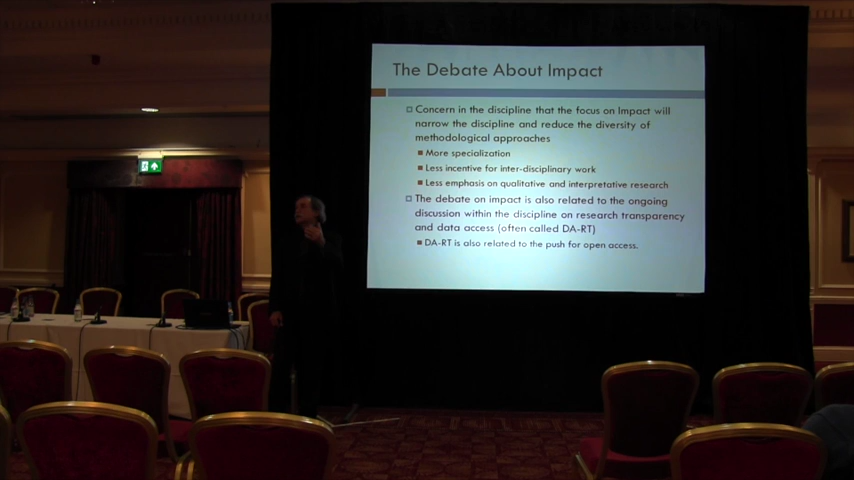 The Debate About Impact
Concern in the discipline that the focus on Impact will
narrow the discipline and reduce the diversity of
methodological approaches
More specialization
Less incentive for inter-disciplinary work
Less emphasis on qualitative and interpretative research
The debate on impact is also related to the ongoing
discussion within the discipline on research transparency
and data access (often called DA-RT)
DA-RT is also related to the push for open access.